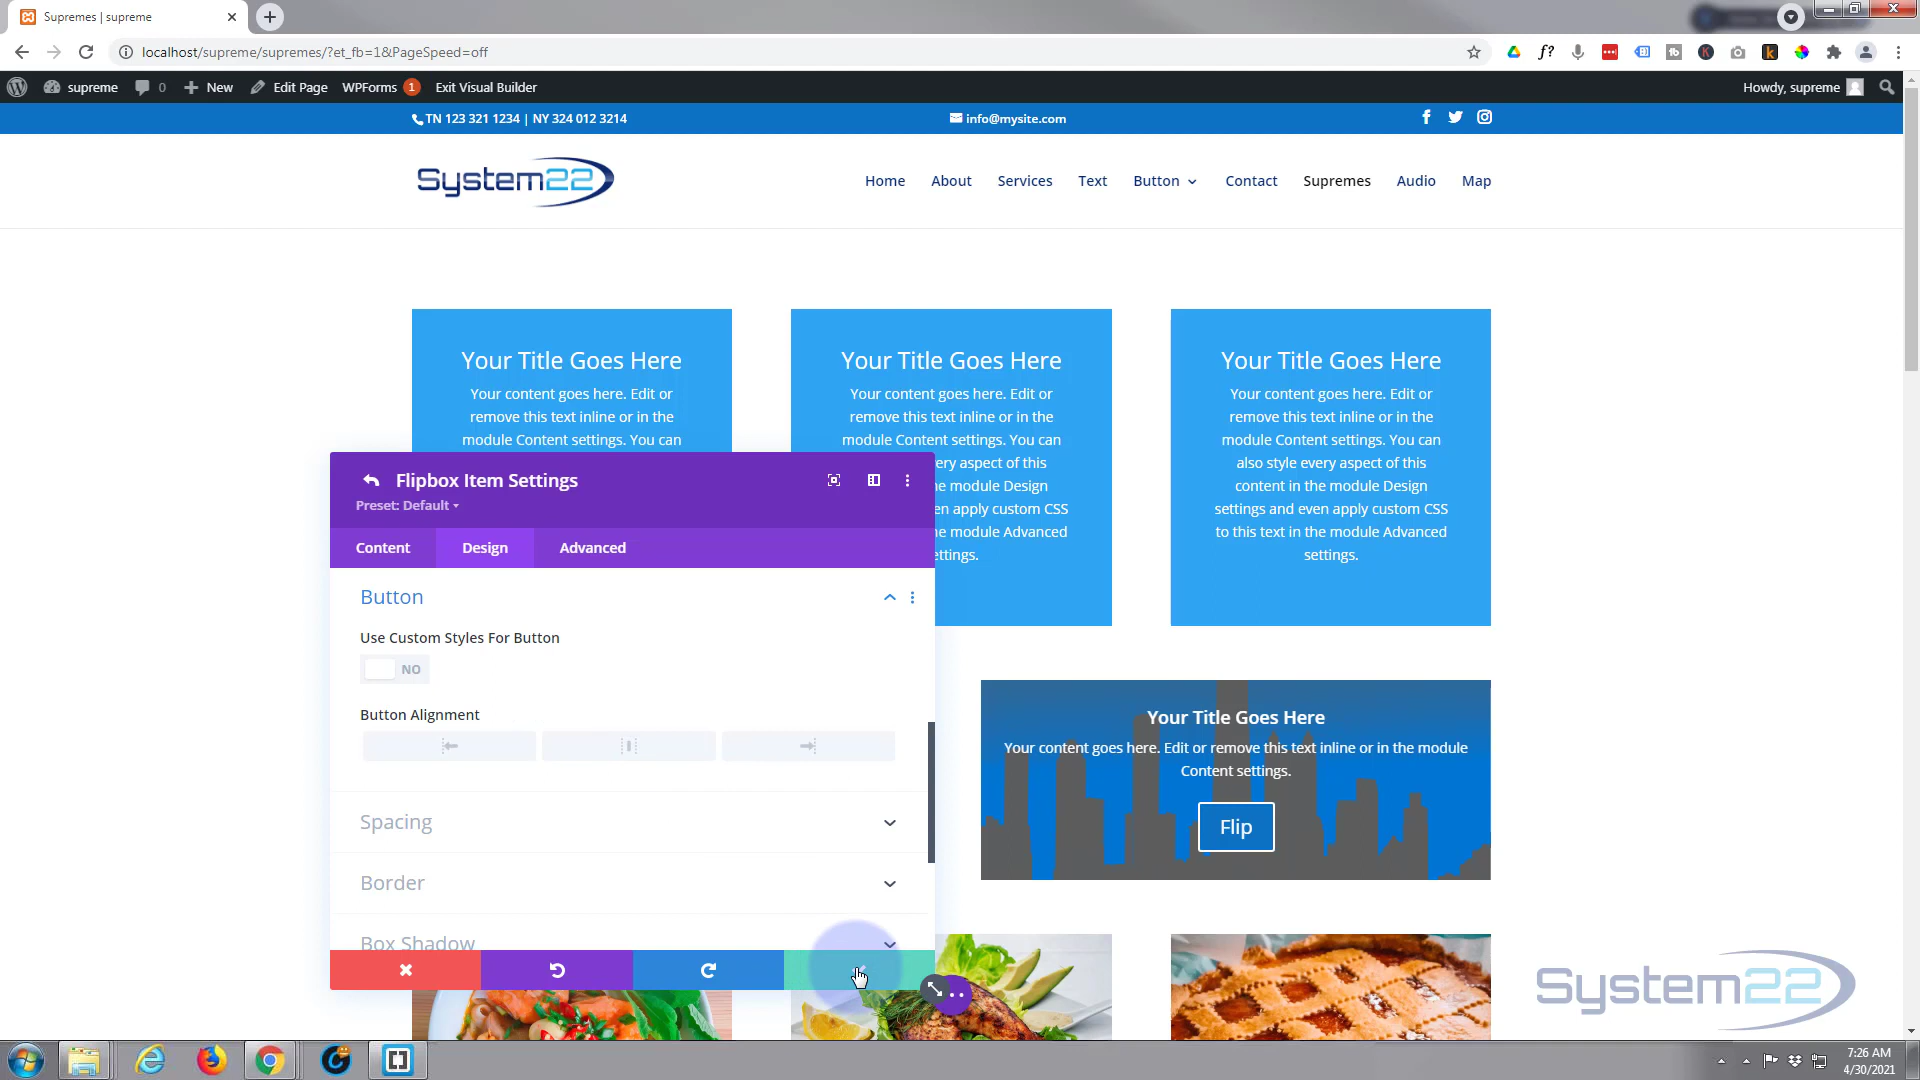 Supremes | supreme
localhost/supreme/supremes/?et_fb=1&PageSpeed=off
supreme 0 New Edit Page WPForms 1 Exit Visual Builder Howdy, supreme
TN 123 321 1234 | NY 324 012 3214 info@mysite.com
System22 Home About Services Text Button Contact Supremes Audio Map
Your Title Goes Here
Your content goes here. Edit or
remove this text inline or in the
module Content settings. You can
Your Title Goes Here
Your content goes here. Edit or
remove this text inline or in the
module Content settings. You can
ery aspect of this
he module Design
en apply custom CSS
e module Advanced
ettings.
Your Title Goes Here
Your content goes here. Edit or
remove this text inline or in the
module Content settings. You can
also style every aspect of this
content in the module Design
settings and even apply custom CSS
to this text in the module Advanced
settings.
Flipbox Item Settings
Preset: Default
Content Design Advanced
Button
Use Custom Styles For Button
NO
Button Alignment
Spacing
Border
Box Shadow
Your Title Goes Here
Your content goes here. Edit or remove this text inline or in the module
Content settings.
Flip
System22
7:26 AM
4/30/2021